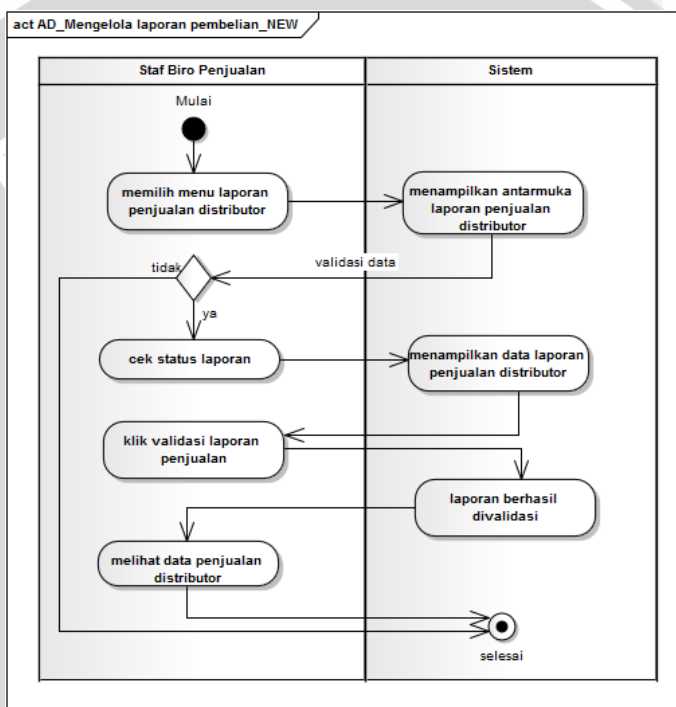 act AD_Mengelola laporan pembelian_NEW
Staf Biro Penjualan
Sistem
Mulai
memilih menu laporan
penjualan distributor
menampilkan antarmuka
laporan penjualan
distributor
validasi data
tidak
ya
cek status laporan
menampilkan data laporan
penjualan distributor
klik validasi laporan
penjualan
laporan berhasil
divalidasi
melihat data penjualan
distributor
selesai